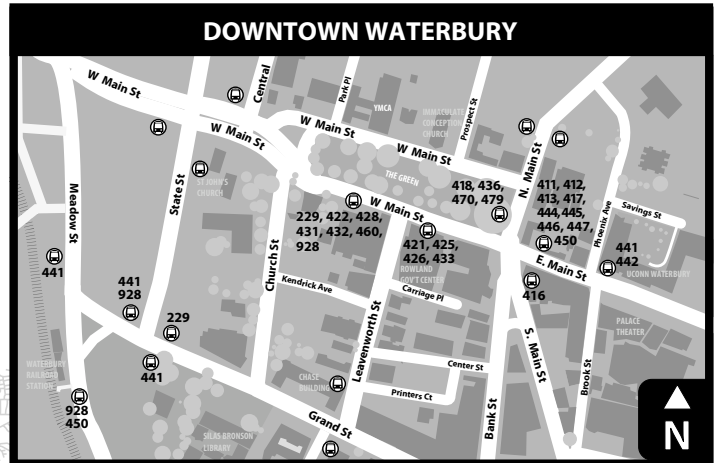 DOWNTOWN WATERBURY
W Main St
Central
Park Pl
YMCA
IMMACULATE
CONCEPTION
CHURCH
Prospect St
W Main St
W Main St
W Main St
N. Main St
THE GREEN
ST JOHN'S
CHURCH
Meadow St
State St
Church St
229, 422, 428,
431, 432, 460,
928
W Main St
418, 436,
470, 479
411, 412,
413, 417,
444, 445,
446, 447,
450
Phoenix Ave
Savings St
421, 425,
426, 433
ROWLAND
GOV'T CENTER
E. Main St
441
442
UCONN WATERBURY
441
441
928
Kendrick Ave
Carriage Pl
416
229
Leavenworth St
PALACE
THEATER
441
WATERBURY
RAILROAD
STATION
CHASE
BUILDING
Center St
S. Main St
Brook St
Printers Ct
928
450
Grand St
Bank St
SILAS BRONSON
LIBRARY
N